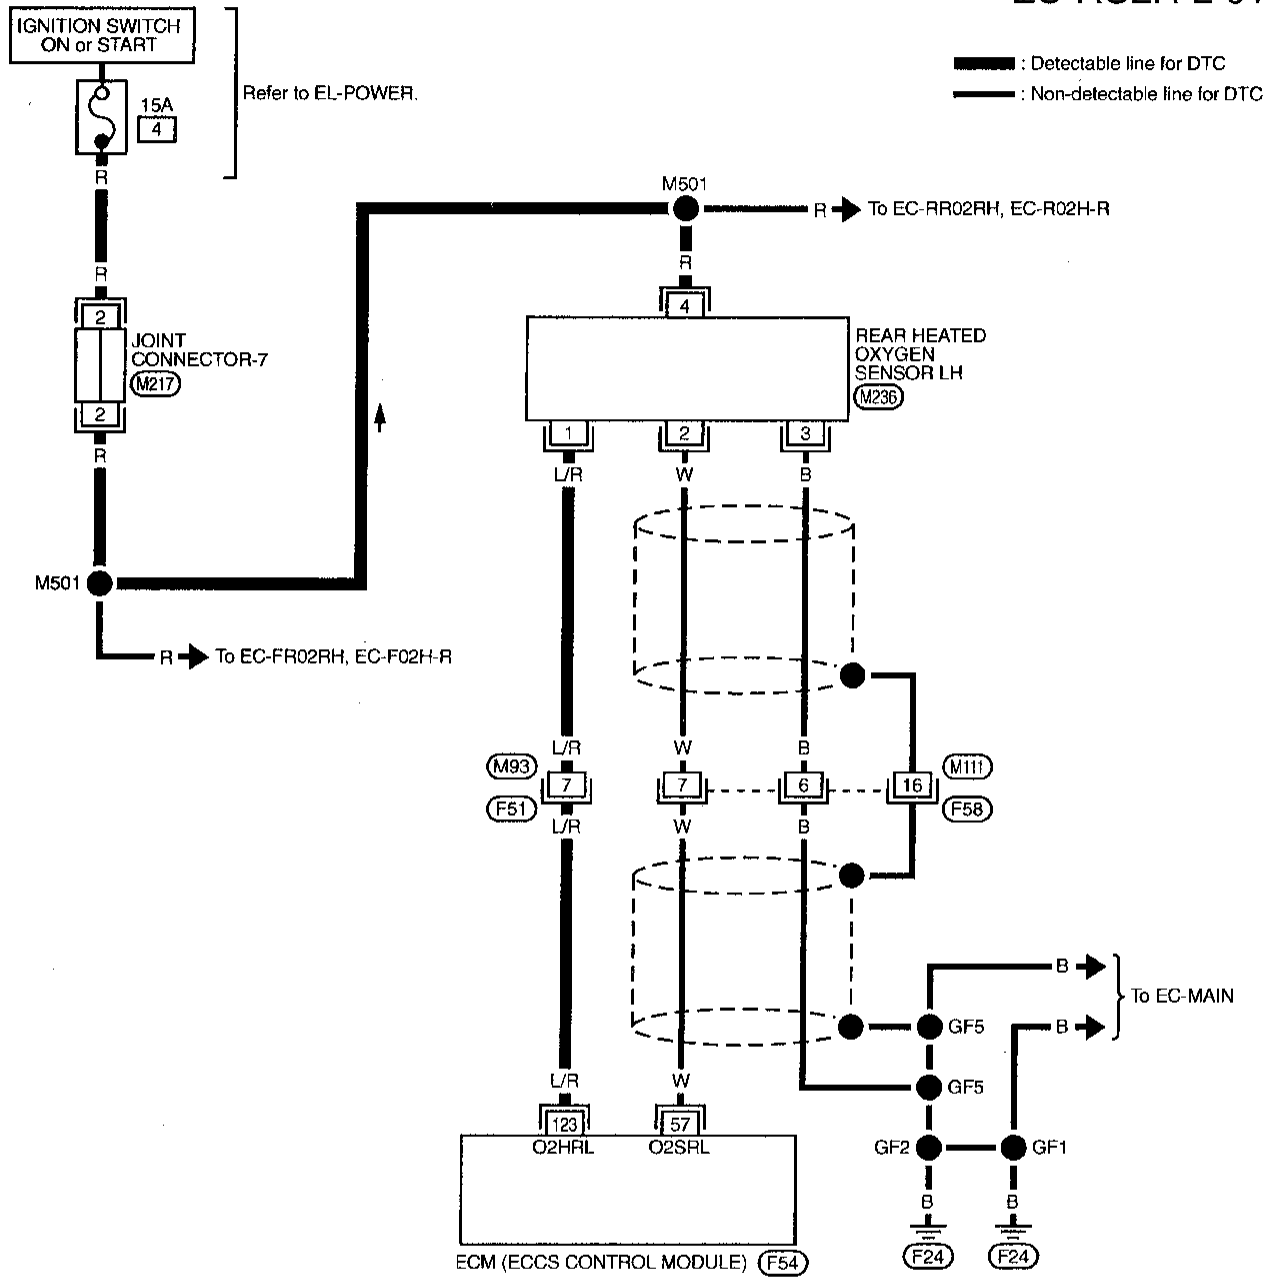 IGNITION SWITCH
ON or START
: Detectable line for DTC
: Non-detectable line for DTC
Refer to EL-POWER.
15A
4
R
M501
R
To EC-RR02RH, EC-R02H-R
R
R
2
4
JOINT
CONNECTOR-7
M217
REAR HEATED
OXYGEN
SENSOR LH
M236
2
1
2
3
R
L/R
W
B
M501
R
To EC-FR02RH, EC-F02H-R
L/R
W
B
M93
M111
7
7
6
16
F51
F58
L/R
W
B
B
To EC-MAIN
GF5
B
L/R
W
GF5
123
57
O2HRL
O2SRL
GF2
GF1
B
B
F24
F24
ECM (ECCS CONTROL MODULE)
F54